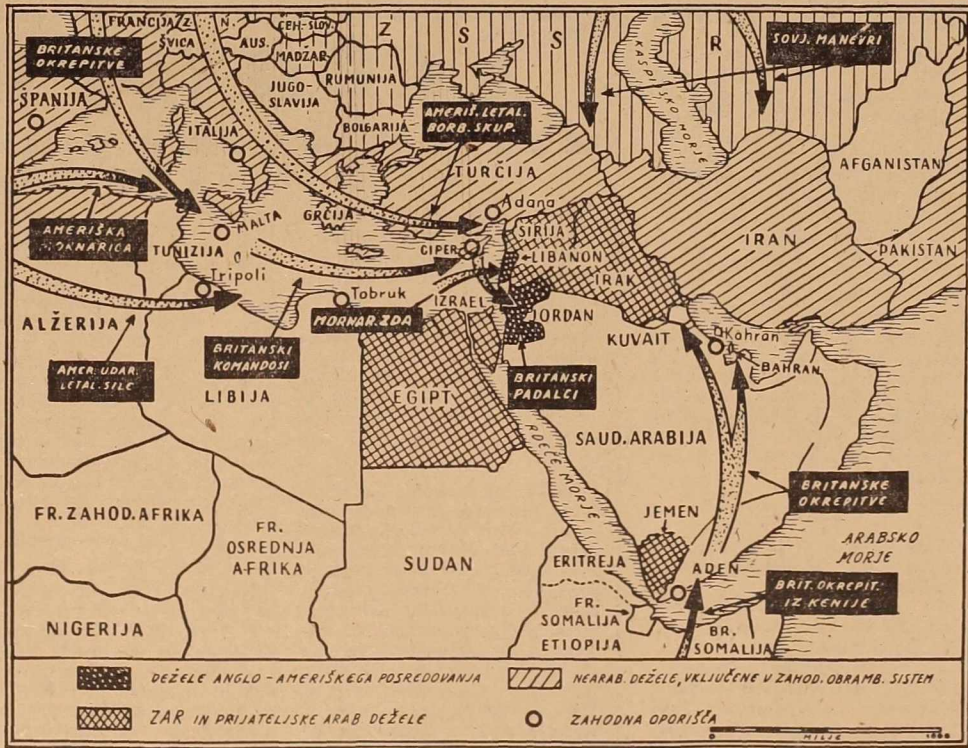 FRANCIJA
Z. N.
ŠVICA
AUS.
ČEH-SLOV.
MADŽAR
Z S S R
BRITANSKE
OKREPITVE
SOVJ. MANEVRI
KASPIJSKO MORJE
ŠPANIJA
ITALIJA
JUGO-
SLAVIJA
RUMUNIJA
BOLGARIJA
AMERIŠ. LETAL.
BORB. SKUP.
AFGANISTAN
TURČIJA
AMERIŠKA
MORNARICA
MALTA
GRČIJA
Adana
SIRIJA
IRAN
PAKISTAN
TUNIZIJA
CIPER
LIBANON
IRAK
Tripoli
Tobruk
IZRAEL
MORNAR. ZDA
JORDAN
KUVAIT
Dahran
BAHRAN
ALŽERIJA
AMER. UDAR.
LETAL. SILE
BRITANSKI
KOMANDOSI
LIBIJA
EGIPT
BRITANSKI
PADALCI
SAUD. ARABIJA
RDEČE MORJE
BRITANSKE
OKREPITVE
JEMEN
ARABSKO
MORJE
FR. ZAHOD. AFRIKA
FR.
OSREDNJA
AFRIKA
SUDAN
ERITREJA
ADEN
BRIT. OKREPIT.
IZ KENIJE
NIGERIJA
FR.
SOMALIJA
ETIOPIJA
BR.
SOMALIJA
DEŽELE ANGLO-AMERIŠKEGA POSREDOVANJA
NEARAB. DEŽELE, VKLJUČENE V ZAHOD. OBRAMB. SISTEM
ZAR IN PRIJATELJSKE ARAB DEŽELE
ZAHODNA OPORIŠČA
0 MILJE